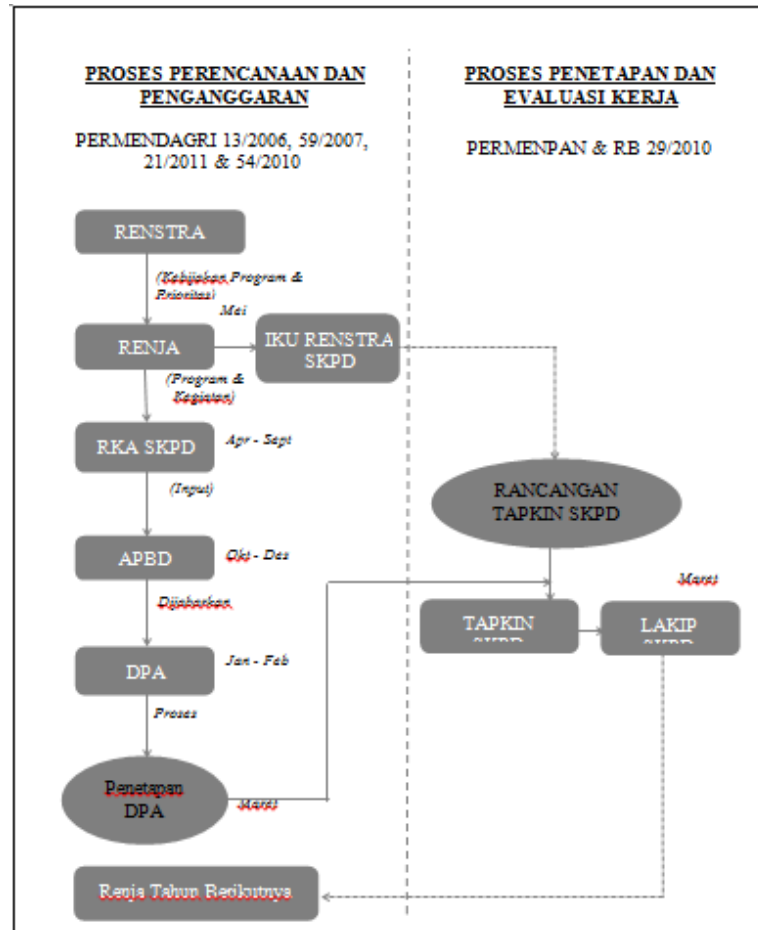 PROSES PERENCANAAN DAN
PENGANGGARAN
PERMENDAGRI 13/2006, 59/2007,
21/2011 & 54/2010
PROSES PENETAPAN DAN
EVALUASI KERJA
PERMENPAN & RB 29/2010
RENSTRA
(Kebijakan Program &
Prioritas)
Mei
RENJA
IKU RENSTRA
SKPD
(Program &
Kegiatan)
RKA SKPD
Apr - Sept
(Input)
RANCANGAN
TAPKIN SKPD
APBD
Okt - Des
Dijabarkan
Maret
TAPKIN
SKPD
LAKIP
SKPD
DPA
Jan - Feb
Proses
Penetapan
DPA
Maret
Renja Tahun Berikutnya